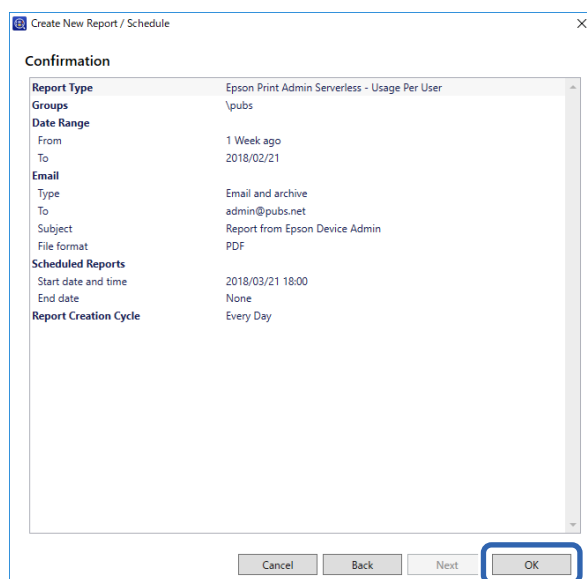 Create New Report / Schedule
Confirmation
Report Type Epson Print Admin Serverless - Usage Per User
Groups \pubs
Date Range
From 1 Week ago
To 2018/02/21
Email
Type Email and archive
To admin@pubs.net
Subject Report from Epson Device Admin
File format PDF
Scheduled Reports
Start date and time 2018/03/21 18:00
End date None
Report Creation Cycle Every Day
Cancel Back Next OK